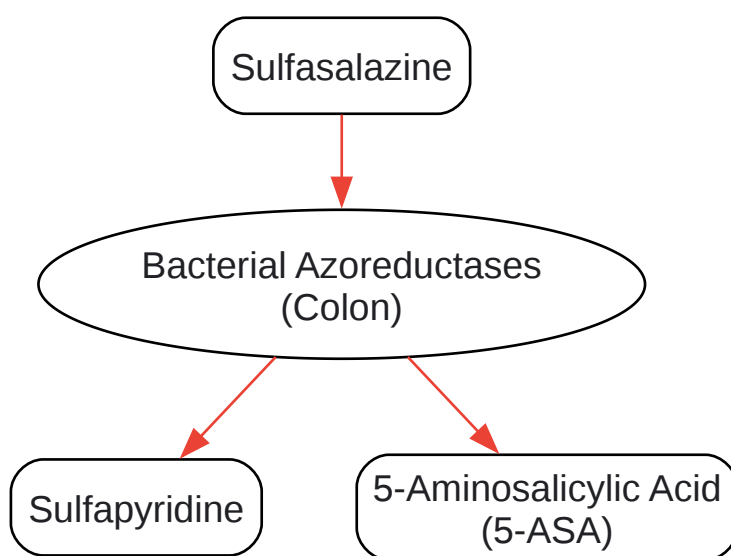 Sulfasalazine
Bacterial Azoreductases
(Colon)
Sulfapyridine
5-Aminosalicylic Acid
(5-ASA)